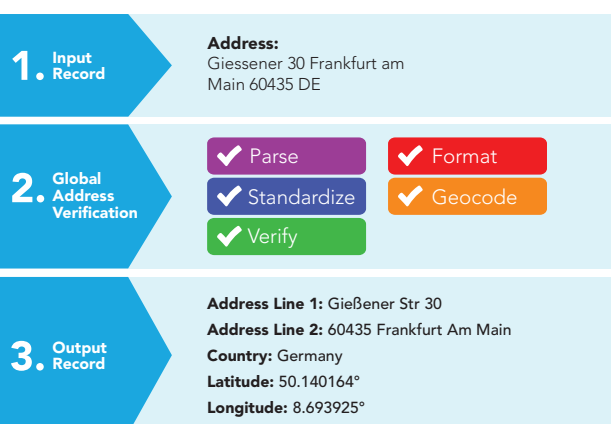 1. Input
Record
Address:
Giessener 30 Frankfurt am
Main 60435 DE
2. Global
Address
Verification
Parse
Format
Standardize
Geocode
Verify
3. Output
Record
Address Line 1: Gießener Str 30
Address Line 2: 60435 Frankfurt Am Main
Country: Germany
Latitude: 50.140164°
Longitude: 8.693925°